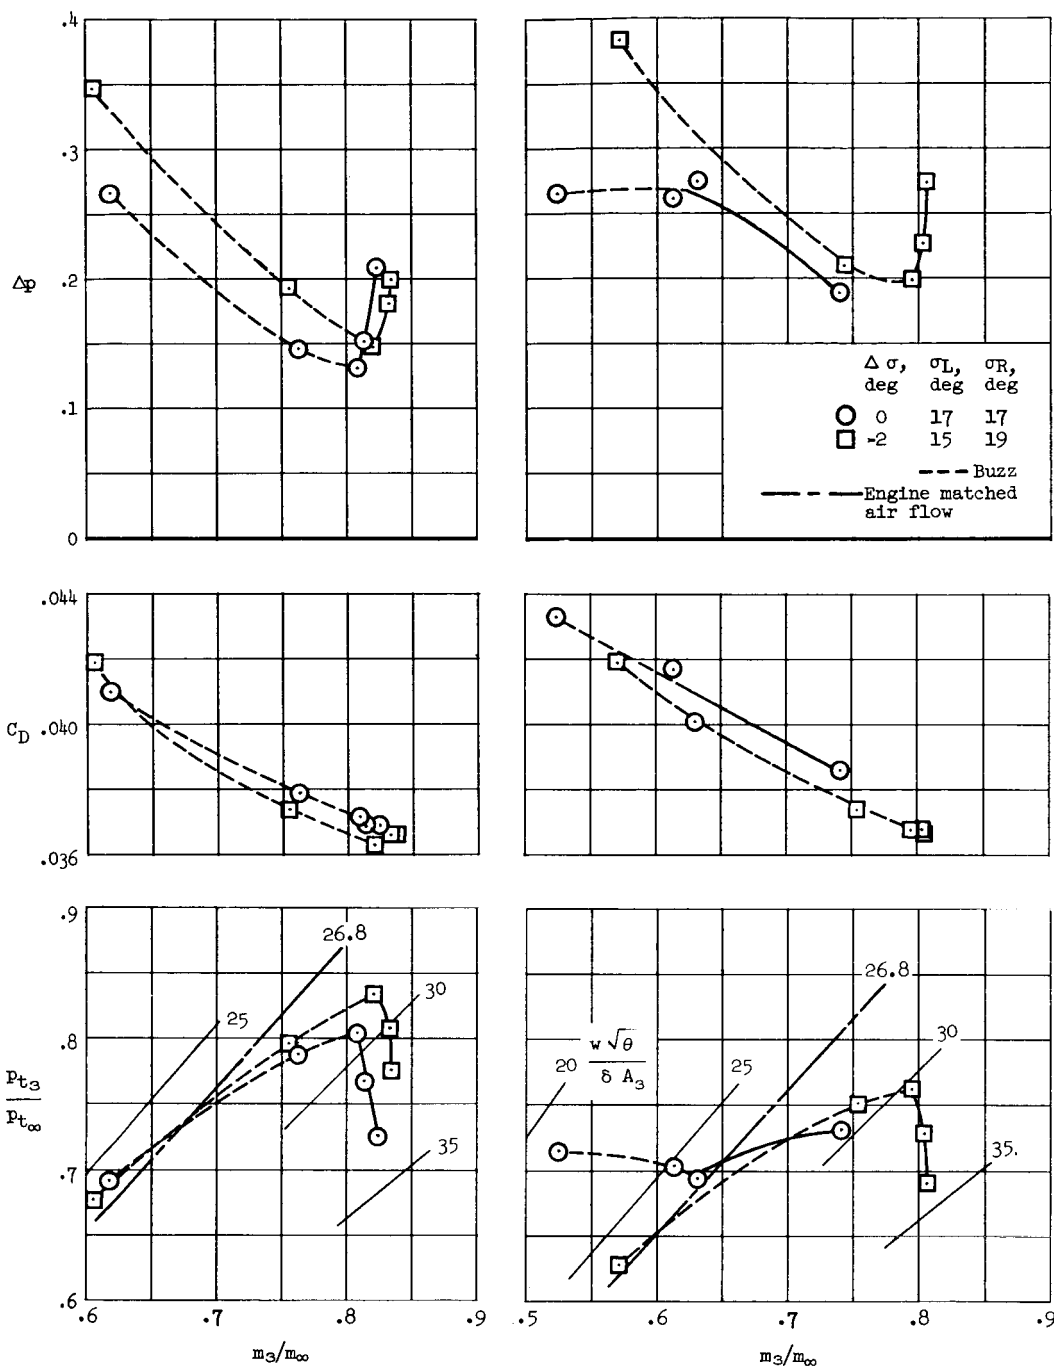 .4
.3
Δp
.2
.1
0
Δ σ, σL, σR,
deg deg deg
0 17 17
-2 15 19
Buzz
Engine matched
air flow
.044
CD .040
.036
.9
.8
pt3
pt∞
.7
.6
26.8
30
25
35
26.8
30
w √θ
δ A3
20
25
35.
.6 .7 .8 .9
m3/m∞
.5 .6 .7 .8 .9
m3/m∞